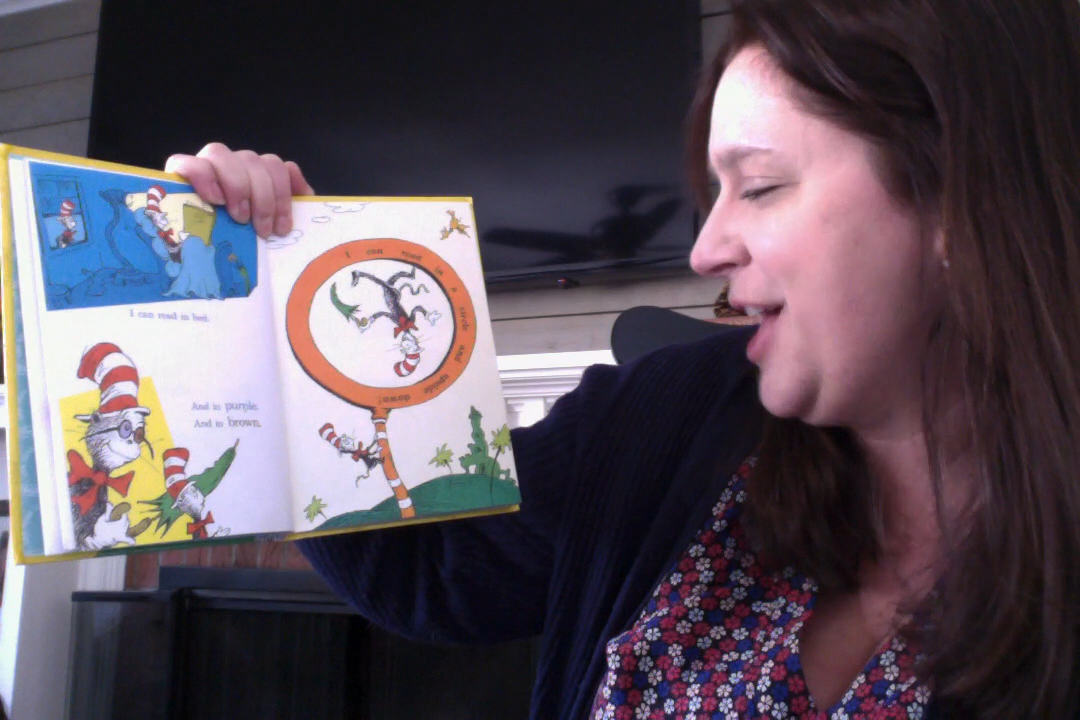 I can read in bed.
And in purple.
And in brown.
I can read in a circle and upside down!